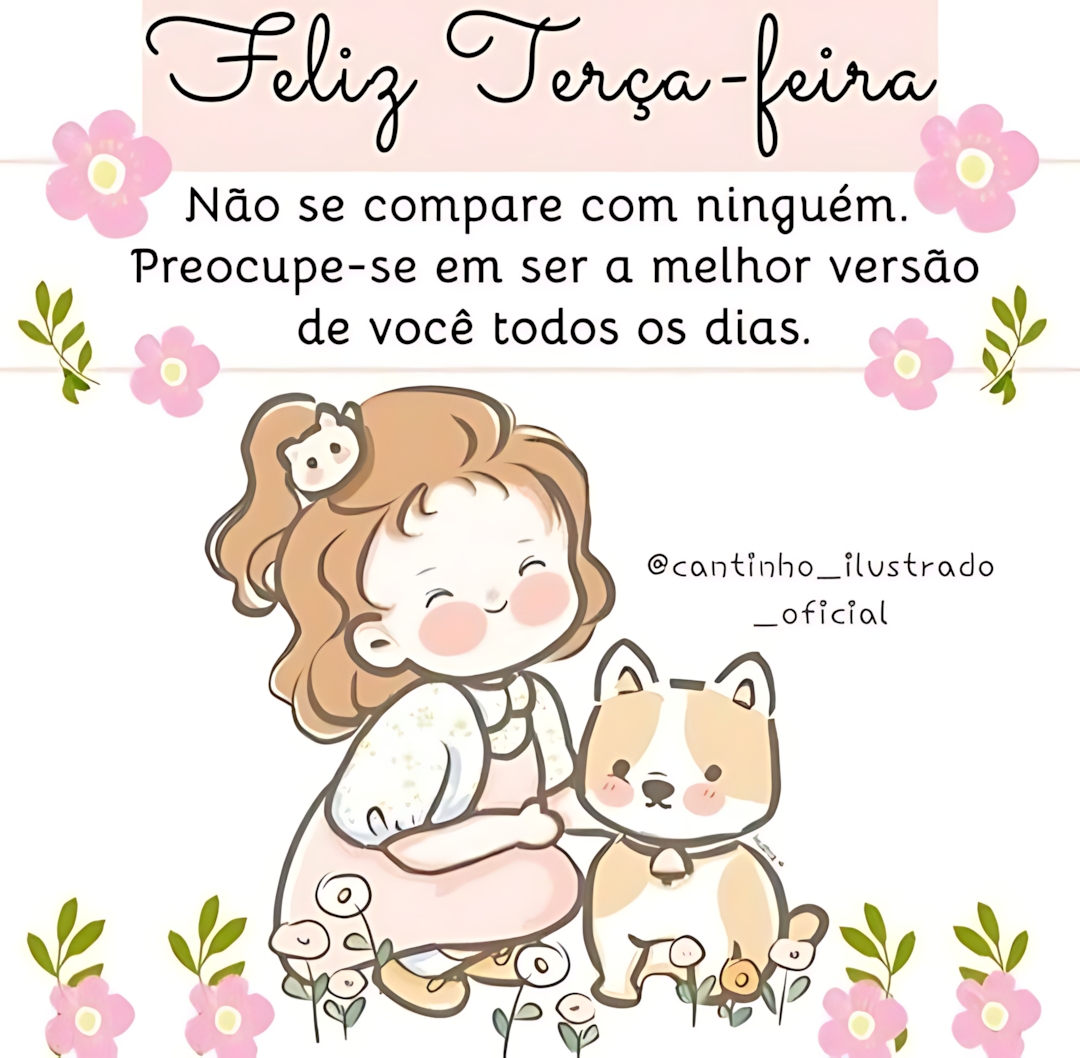 Feliz Terça-feira
Não se compare com ninguém.
Preocupe-se em ser a melhor versão
de você todos os dias.
@cantinho_ilustrado
_oficial